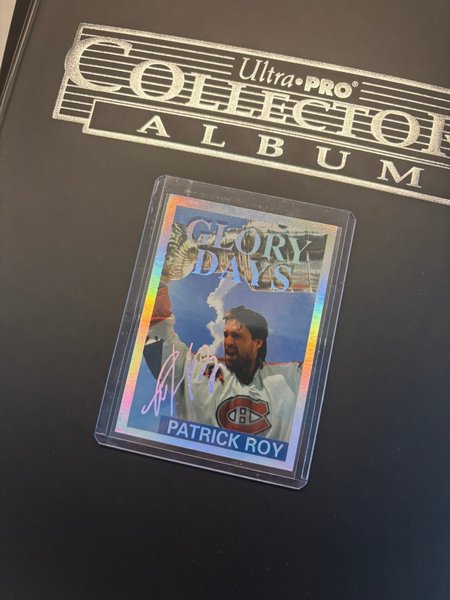 Ultra•PRO®
COLLECTOR
ALBUM
GLORY
DAYS
PATRICK ROY